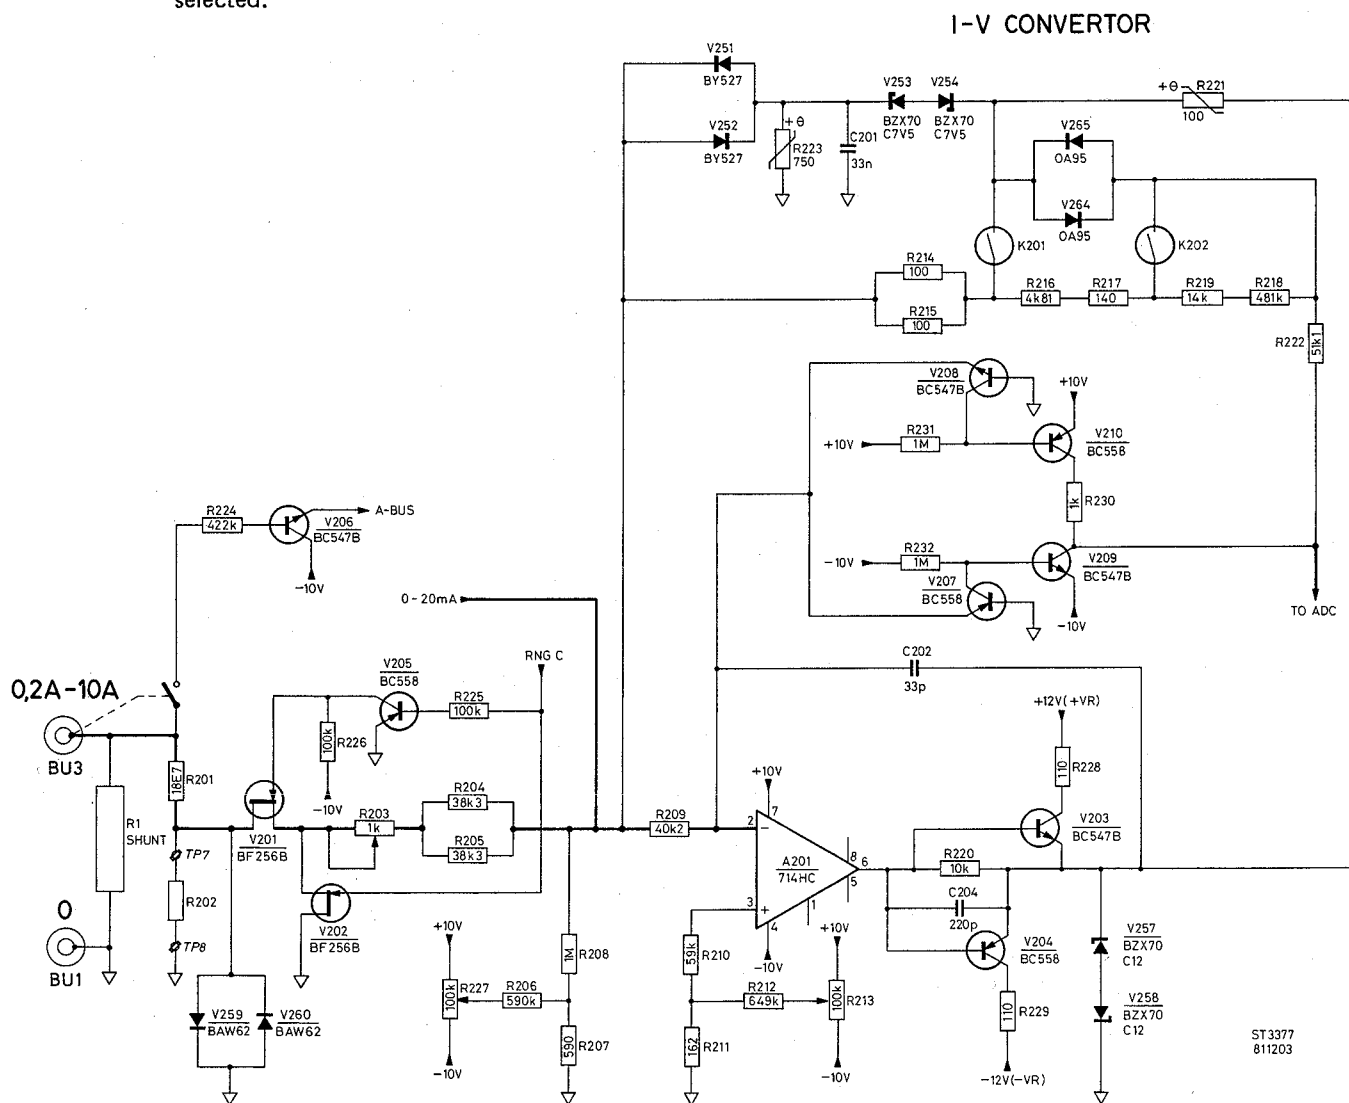 selected.
I-V CONVERTOR
V251
BY527
V252
BY527
+θ
R223
750
C201
33n
V253
BZX70
C7V5
V254
BZX70
C7V5
+θ
R221
100
V265
OA95
V264
OA95
K201
K202
R214
100
R215
100
R216
4k81
R217
140
R219
14k
R218
481k
R222
51k1
V208
BC547B
+10V
R231
1M
+10V
V210
BC558
R230
1k
-10V
R232
1M
V209
BC547B
V207
BC558
-10V
TO ADC
R224
422k
V206
BC547B
A-BUS
-10V
0-20mA
RNG C
C202
33p
0,2A-10A
BU3
V205
BC558
R225
100k
R226
100k
-10V
R201
18E7
R1
SHUNT
V201
BF256B
R203
1k
R204
38k3
R205
38k3
TP7
R202
TP8
0
BU1
V202
BF256B
V259
BAW62
V260
BAW62
+10V
R227
100k
-10V
R206
590k
R208
1M
R207
590
R209
40k2
+10V
7
2
-
A201
714HC
3
+
4
1
8
6
5
-10V
R210
59k
R211
162
R212
649k
+10V
R213
100k
-10V
R220
10k
C204
220p
+12V(+VR)
R228
110
V203
BC547B
V204
BC558
R229
110
-12V(-VR)
V257
BZX70
C12
V258
BZX70
C12
ST3377
811203